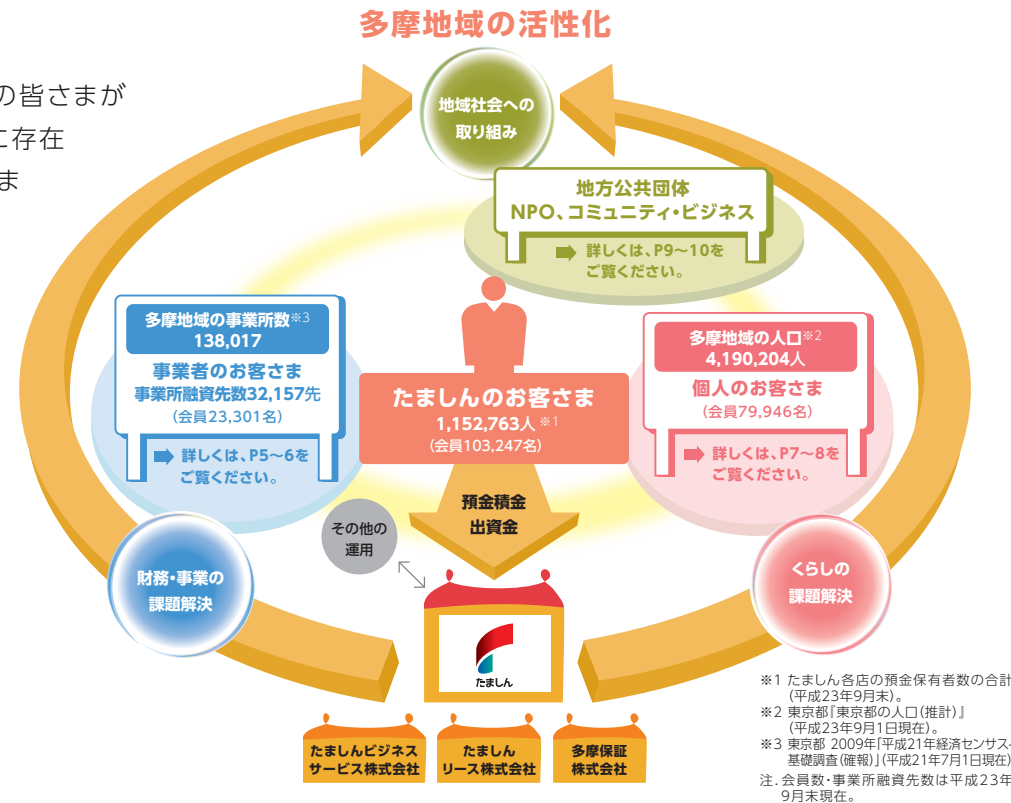 多摩地域の活性化
の皆さまが
に存在
ま
地域社会への
取り組み
地方公共団体
NPO、コミュニティ・ビジネス
詳しくは、P9〜10を
ご覧ください。
多摩地域の事業所数※3
138,017
事業者のお客さま
事業所融資先数32,157先
(会員23,301名)
詳しくは、P5〜6を
ご覧ください。
たましんのお客さま
1,152,763人※1
(会員103,247名)
多摩地域の人口※2
4,190,204人
個人のお客さま
(会員79,946名)
詳しくは、P7〜8を
ご覧ください。
預金積金
出資金
その他の
運用
財務・事業の
課題解決
くらしの
課題解決
たましん
たましんビジネス
サービス株式会社
たましん
リース株式会社
多摩保証
株式会社
※1 たましん各店の預金保有者数の合計
(平成23年9月末)。
※2 東京都『東京都の人口(推計)』
(平成23年9月1日現在)。
※3 東京都 2009年「平成21年経済センサス-
基礎調査(確報)」(平成21年7月1日現在)
注. 会員数・事業所融資先数は平成23年
9月末現在。